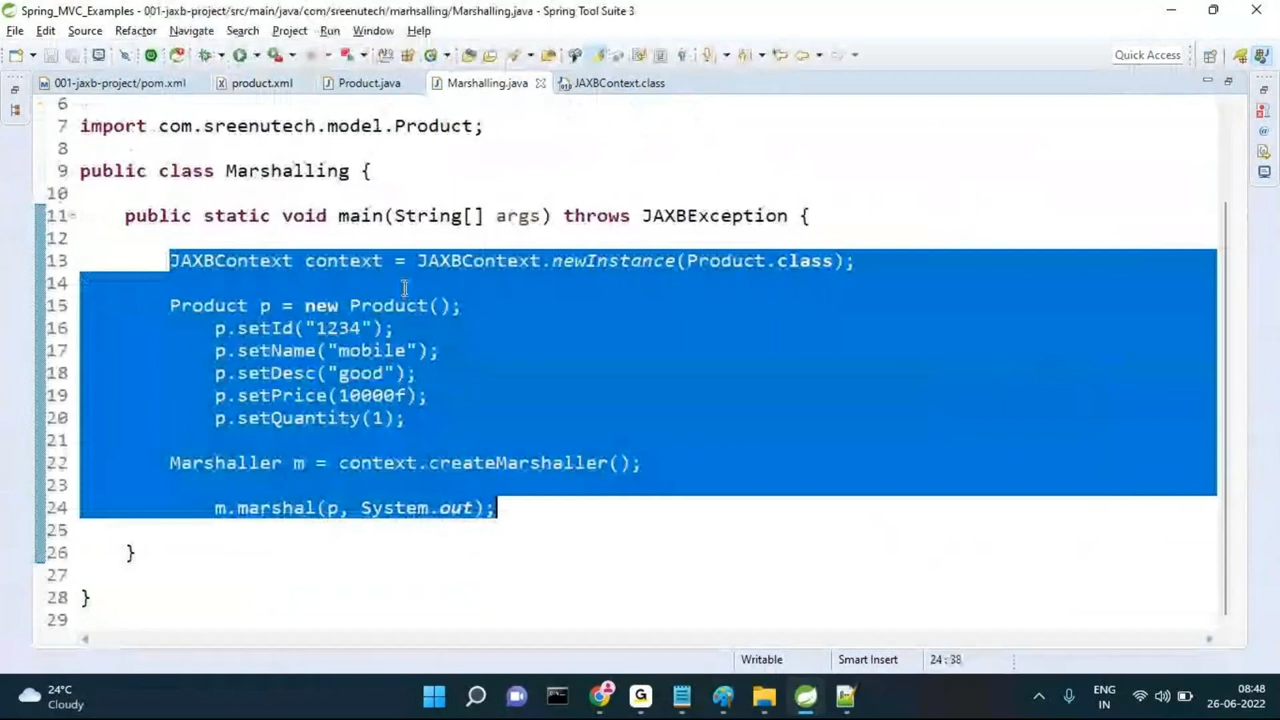 Spring_MVC_Examples - 001-jaxb-project/src/main/java/com/sreenutech/marhsalling/Marshalling.java - Spring Tool Suite 3
File Edit Source Refactor Navigate Search Project Run Window Help
Quick Access
001-jaxb-project/pom.xml product.xml Product.java Marshalling.java JAXBContext.class
6
7 import com.sreenutech.model.Product;
8
9 public class Marshalling {
10
11 public static void main(String[] args) throws JAXBException {
12
13 JAXBContext context = JAXBContext.newInstance(Product.class);
14
15 Product p = new Product();
16 p.setId("1234");
17 p.setName("mobile");
18 p.setDesc("good");
19 p.setPrice(10000f);
20 p.setQuantity(1);
21
22 Marshaller m = context.createMarshaller();
23
24 m.marshal(p, System.out);
25
26 }
27
28 }
29
Writable Smart Insert 24 : 38
24°C
Cloudy
ENG
IN
08:48
26-06-2022